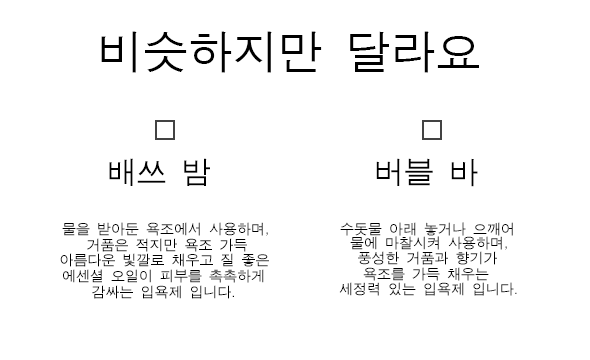 비슷하지만 달라요
배쓰 밤
물을 받아둔 욕조에서 사용하며,
거품은 적지만 욕조 가득
아름다운 빛깔로 채우고 질 좋은
에센셜 오일이 피부를 촉촉하게
감싸는 입욕제 입니다.
버블 바
수돗물 아래 놓거나 으깨어
물에 마찰시켜 사용하며,
풍성한 거품과 향기가
욕조를 가득 채우는
세정력 있는 입욕제 입니다.